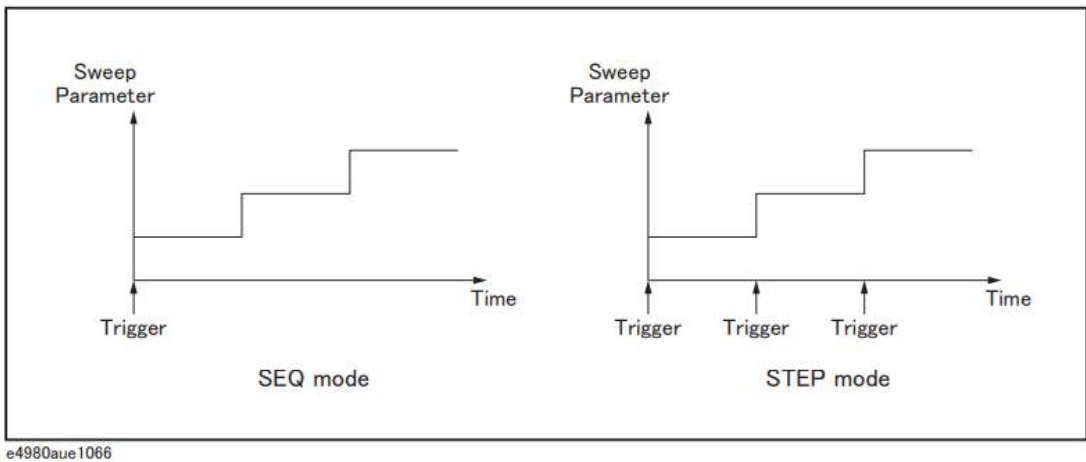 Sweep
Parameter
Time
Trigger
SEQ mode
Sweep
Parameter
Time
Trigger Trigger Trigger
STEP mode
e4980aue1066